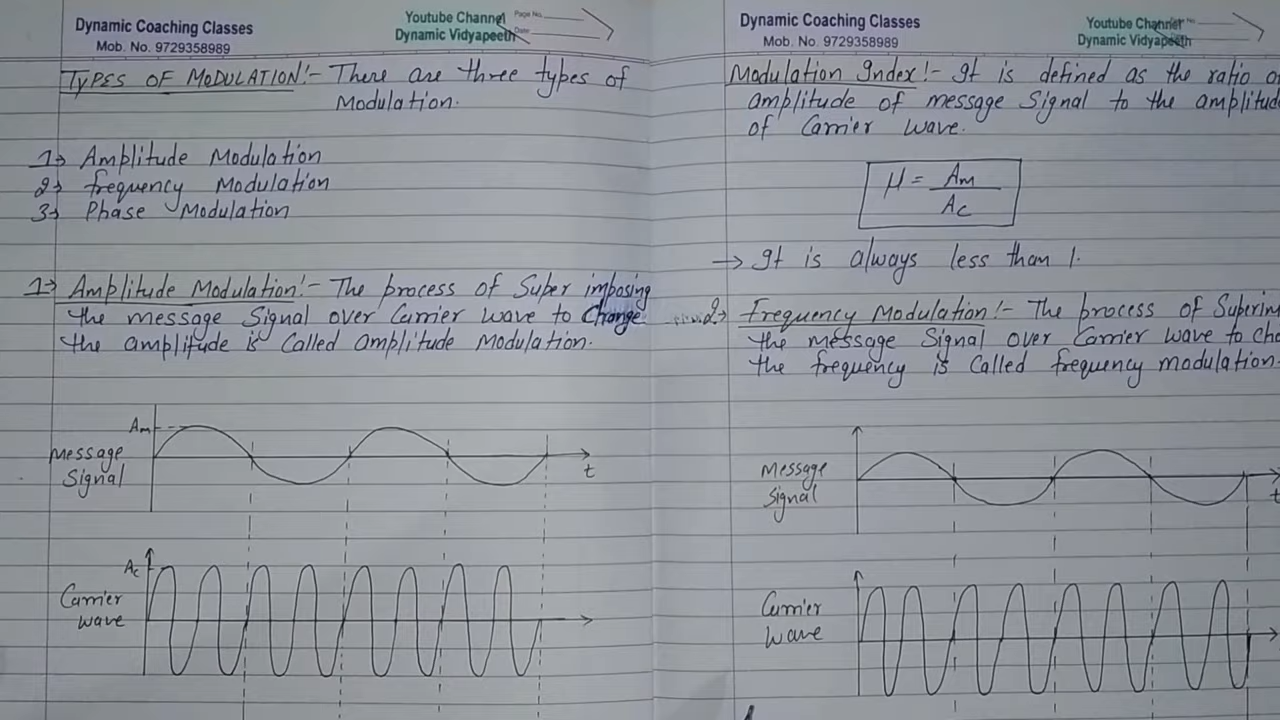 Dynamic Coaching Classes
Mob. No. 9729358989
Youtube Channel
Dynamic Vidyapeeth
Page No.
Date
TYPES OF MODULATION:- There are three types of
Modulation.
1→ Amplitude Modulation
2→ frequency Modulation
3→ Phase Modulation
1→ Amplitude Modulation:- The process of Super imposing
the message Signal over Carrier wave to Change
the amplitude is Called amplitude Modulation.
Am
Message
Signal
t
Ac
Carrier
wave
Dynamic Coaching Classes
Mob. No. 9729358989
Youtube Channel
Dynamic Vidyapeeth
Modulation Index:- It is defined as the ratio o
amplitude of message Signal to the amplitud
of Carrier wave.
μ = Am
Ac
→ It is always less than 1.
2→ Frequency Modulation:- The process of Superim
the message Signal over Carrier wave to cha
the frequency is Called frequency modulation.
Message
Signal
t
Carrier
wave